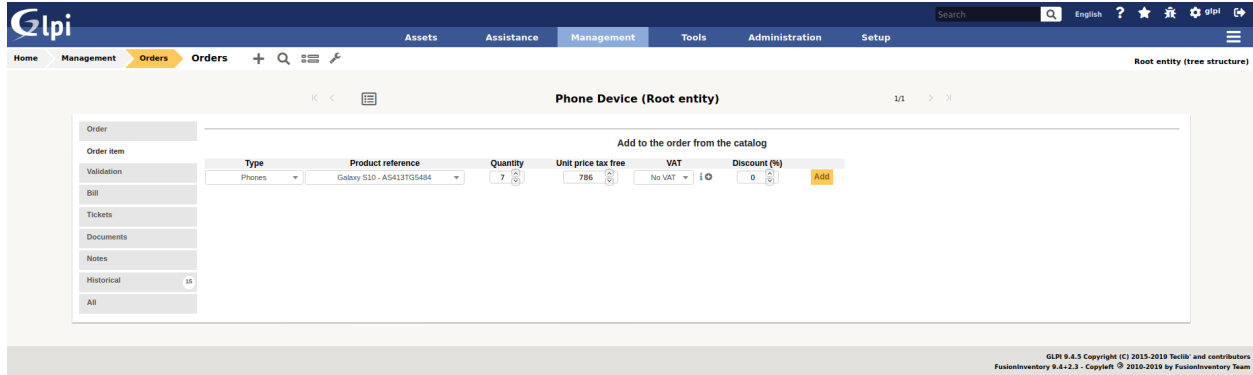 Glpi
Search English ? glpi
Assets Assistance Management Tools Administration Setup
Home Management Orders Orders Root entity (tree structure)
Phone Device (Root entity) 1/1
Order
Order item
Validation
Bill
Tickets
Documents
Notes
Historical 15
All
Add to the order from the catalog
Type Product reference Quantity Unit price tax free VAT Discount (%)
Phones Galaxy S10 - AS413TG5484 7 786 No VAT i 0 Add
GLPI 9.4.5 Copyright (C) 2015-2019 Teclib' and contributors
FusionInventory 9.4+2.3 - Copyleft 🄯 2010-2019 by FusionInventory Team